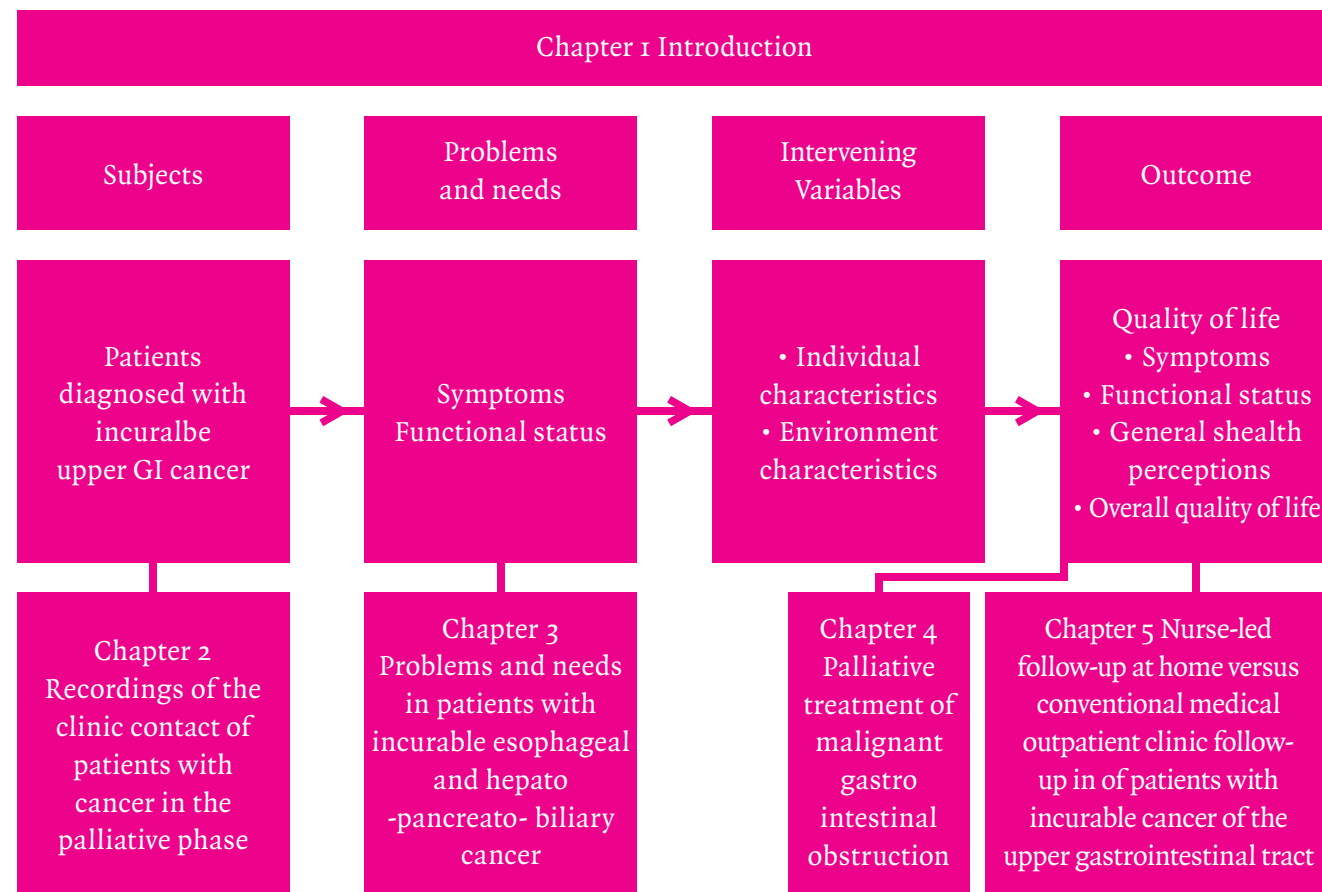 Chapter 1 Introduction
Subjects
Problems
and needs
Intervening
Variables
Outcome
Patients
diagnosed with
incuralbe
upper GI cancer
Symptoms
Functional status
• Individual
characteristics
• Environment
characteristics
Quality of life
• Symptoms
• Functional status
• General shealth
perceptions
• Overall quality of life
Chapter 2
Recordings of the
clinic contact of
patients with
cancer in the
palliative phase
Chapter 3
Problems and needs
in patients with
incurable esophageal
and hepato
-pancreato- biliary
cancer
Chapter 4
Palliative
treatment of
malignant
gastro
intestinal
obstruction
Chapter 5 Nurse-led
follow-up at home versus
conventional medical
outpatient clinic follow-
up in of patients with
incurable cancer of the
upper gastrointestinal tract